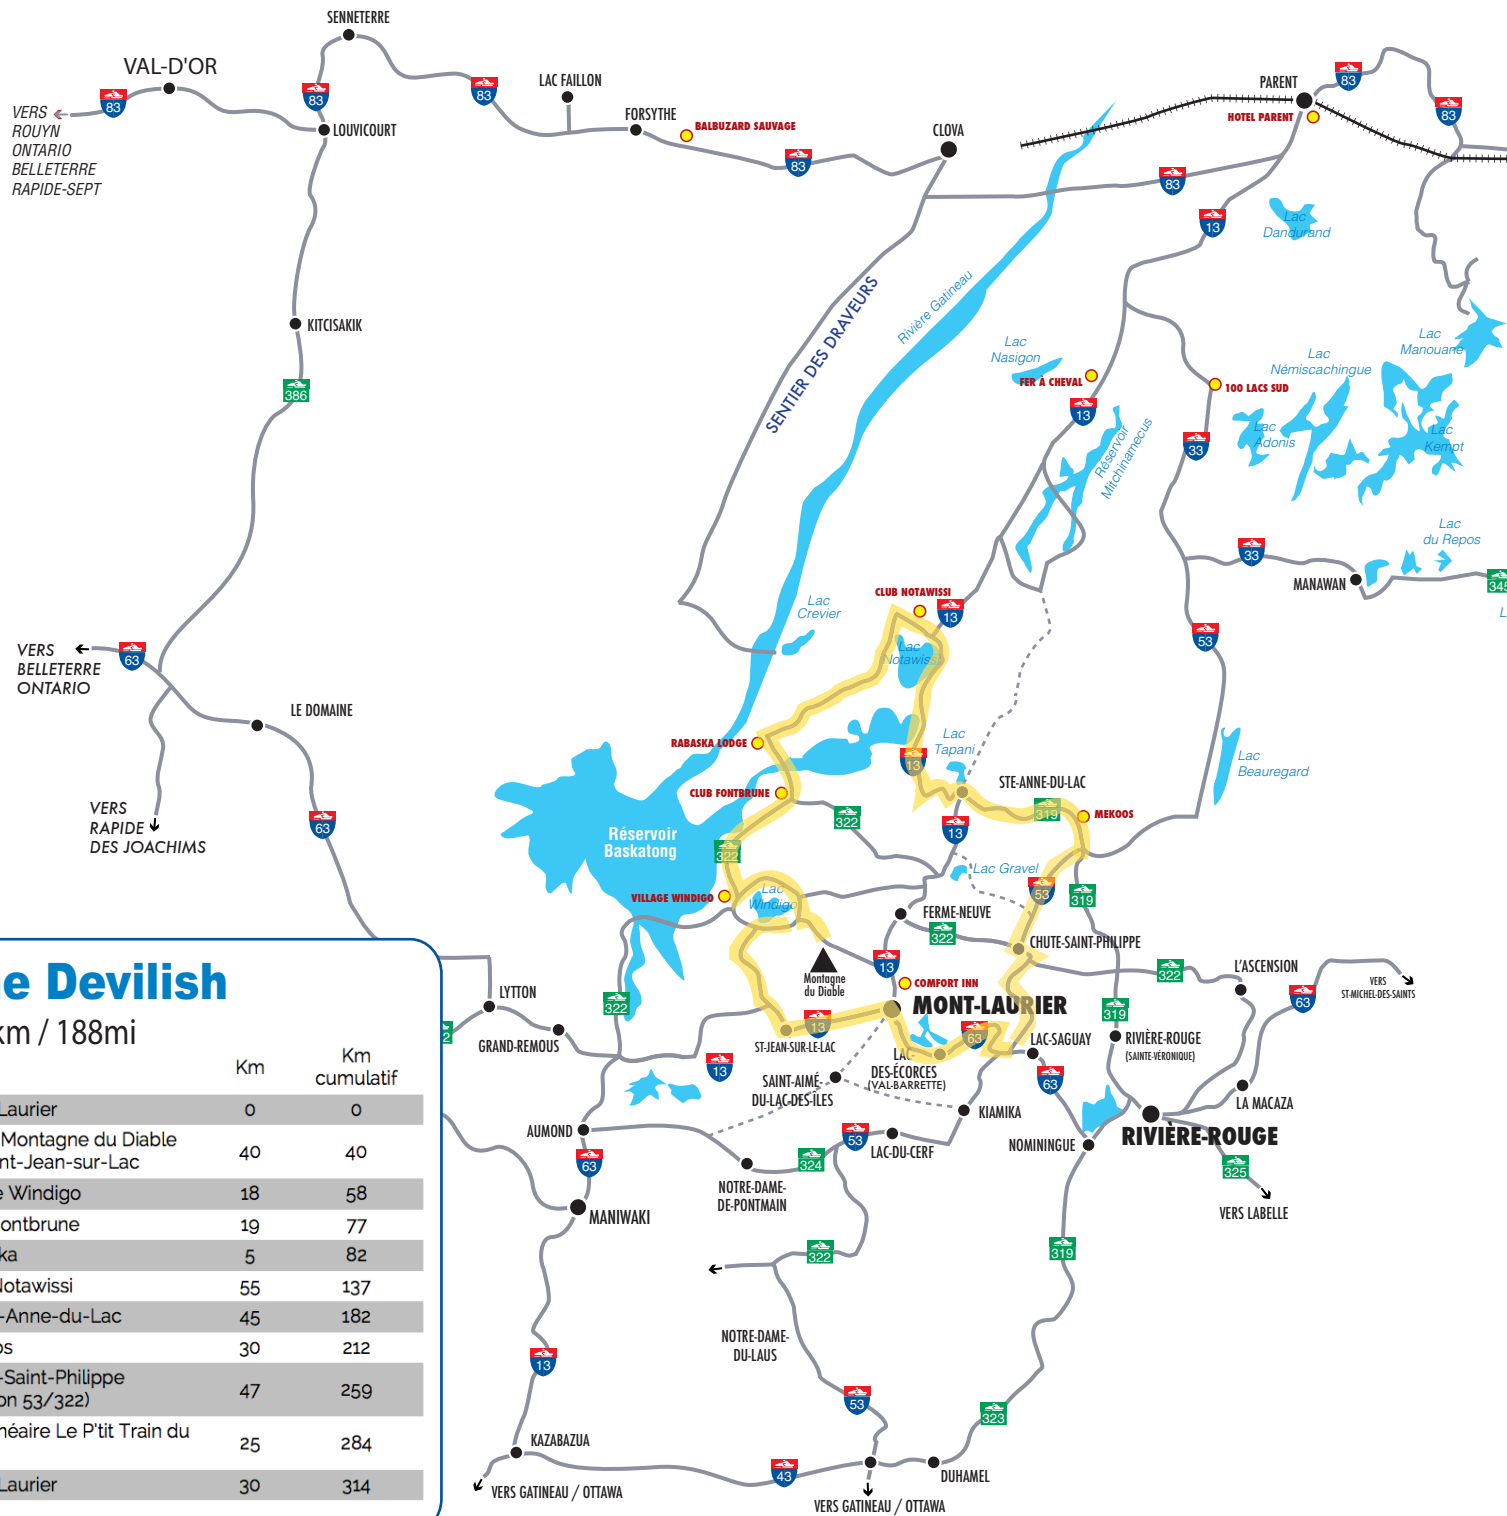 SENNETERRE
VAL-D'OR
83
83
83
VERS
ROUYN
ONTARIO
BELLETERRE
RAPIDE-SEPT
LOUVICOURT
LAC FAILLON
FORSYTHE
BALBUZARD SAUVAGE
83
CLOVA
PARENT
HOTEL PARENT
83
83
83
13
Lac
Dandurand
KITCISAKIK
386
SENTIER DES DRAVEURS
Rivière Gatineau
Lac
Nasigon
FER À CHEVAL
13
Réservoir
Mitchinamecus
100 LACS SUD
33
Lac
Adonis
Lac
Némiscachingue
Lac
Manouane
Lac
Kempt
Lac
du Repos
33
MANAWAN
345
L
53
VERS
BELLETERRE
ONTARIO
63
LE DOMAINE
VERS
RAPIDE
DES JOACHIMS
63
Lac
Crevier
CLUB NOTAWISSI
13
Lac
Notawissi
RABASKA LODGE
CLUB FONTBRUNE
Réservoir
Baskatong
322
322
13
Lac
Tapani
STE-ANNE-DU-LAC
319
MEKOOS
13
Lac
Beauregard
Lac Gravel
53
319
VILLAGE WINDIGO
Lac
Windigo
FERME-NEUVE
322
CHUTE-SAINT-PHILIPPE
322
L'ASCENSION
VERS
ST-MICHEL-DES-SAINTS
63
Montagne
du Diable
13
COMFORT INN
MONT-LAURIER
13
63
ST-JEAN-SUR-LE-LAC
LAC-
DES-ÉCORCES
(VAL-BARRETTE)
LAC-SAGUAY
63
319
RIVIÈRE-ROUGE
(SAINTE-VÉRONIQUE)
LA MACAZA
LYTTON
322
GRAND-REMOUS
13
SAINT-AIMÉ-
DU-LAC-DES-ÎLES
KIAMIKA
AUMOND
63
53
LAC-DU-CERF
324
NOTRE-DAME-
DE-PONTMAIN
NOMININGUE
RIVIÈRE-ROUGE
325
VERS LABELLE
MANIWAKI
322
319
NOTRE-DAME-
DU-LAUS
13
53
323
KAZABAZUA
43
DUHAMEL
VERS GATINEAU / OTTAWA
VERS GATINEAU / OTTAWA
2
e Devilish
km / 188mi
Km
Km
cumulatif
Laurier 0 0
Montagne du Diable
nt-Jean-sur-Lac 40 40
e Windigo 18 58
ontbrune 19 77
ka 5 82
Notawissi 55 137
-Anne-du-Lac 45 182
os 30 212
-Saint-Philippe
on 53/322) 47 259
néaire Le P'tit Train du
25 284
Laurier 30 314